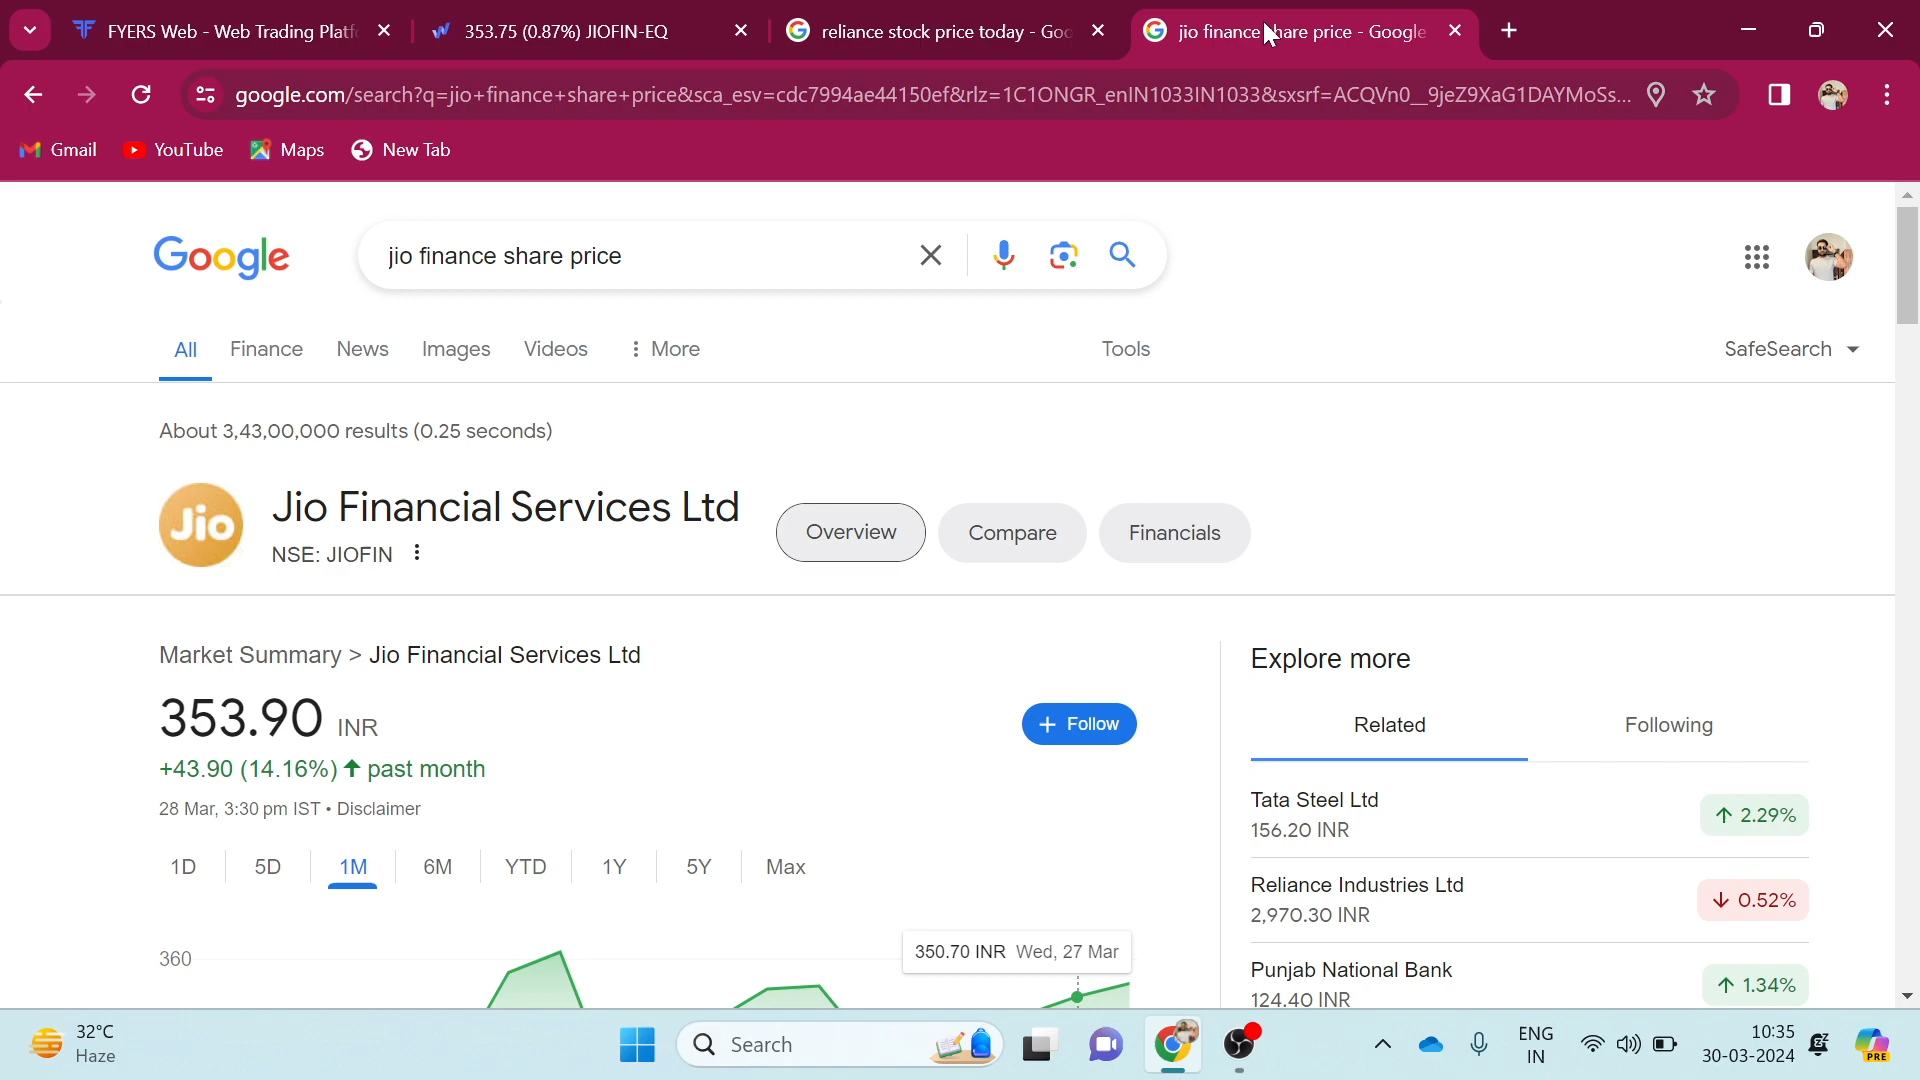 FYERS Web - Web Trading Platf
353.75 (0.87%) JIOFIN-EQ
reliance stock price today - Goo
jio finance share price - Google
google.com/search?q=jio+finance+share+price&sca_esv=cdc7994ae44150ef&rlz=1C1ONGR_enIN1033IN1033&sxsrf=ACQVn0__9jeZ9XaG1DAYMoSs...
Gmail
YouTube
Maps
New Tab
Google
jio finance share price
All
Finance
News
Images
Videos
More
Tools
SafeSearch
About 3,43,00,000 results (0.25 seconds)
Jio
Jio Financial Services Ltd
NSE: JIOFIN
Overview
Compare
Financials
Market Summary > Jio Financial Services Ltd
353.90 INR
+ Follow
+43.90 (14.16%) ↑ past month
28 Mar, 3:30 pm IST • Disclaimer
1D
5D
1M
6M
YTD
1Y
5Y
Max
360
350.70 INR Wed, 27 Mar
Explore more
Related
Following
Tata Steel Ltd
156.20 INR
↑ 2.29%
Reliance Industries Ltd
2,970.30 INR
↓ 0.52%
Punjab National Bank
124.40 INR
↑ 1.34%
32°C
Haze
Search
ENG
IN
10:35
30-03-2024
PRE